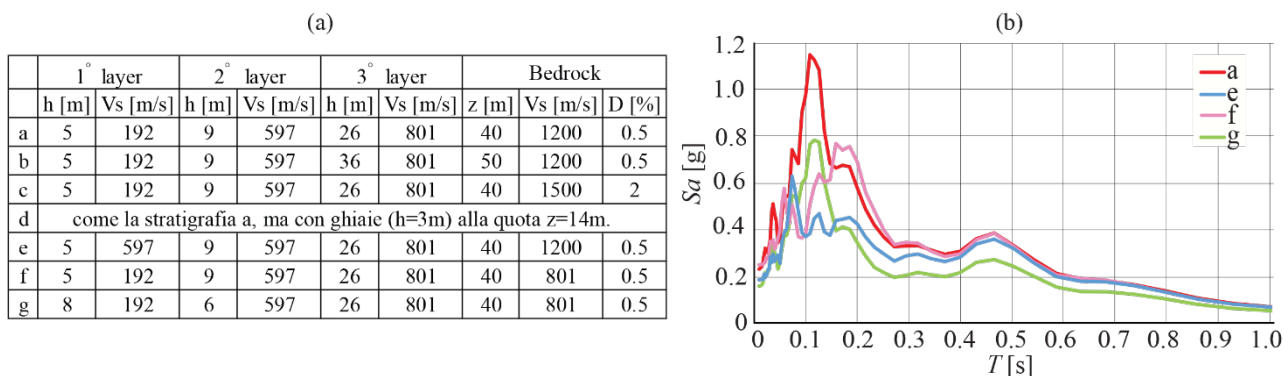 (a)
1° layer 2° layer 3° layer Bedrock
h [m] Vs [m/s] h [m] Vs [m/s] h [m] Vs [m/s] z [m] Vs [m/s] D [%]
a 5 192 9 597 26 801 40 1200 0.5
b 5 192 9 597 36 801 50 1200 0.5
c 5 192 9 597 26 801 40 1500 2
d come la stratigrafia a, ma con ghiaie (h=3m) alla quota z=14m.
e 5 597 9 597 26 801 40 1200 0.5
f 5 192 9 597 26 801 40 801 0.5
g 8 192 6 597 26 801 40 801 0.5
(b)
1.2
1.0
0.8
0.6
0.4
0.2
0
Sa [g]
a
e
f
g
0 0.1 0.2 0.3 0.4 0.5 0.6 0.7 0.8 0.9 1.0
T [s]